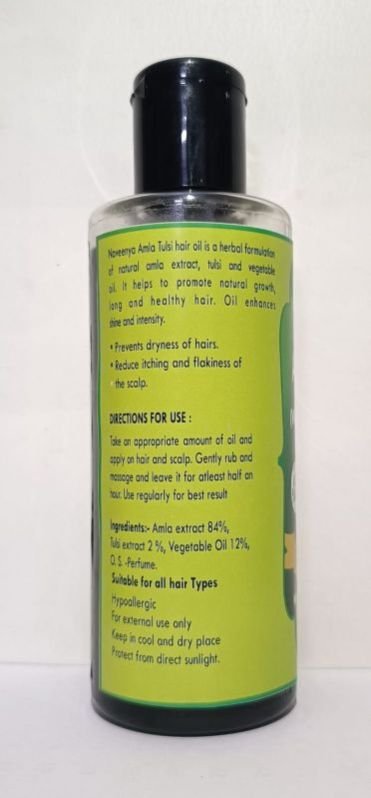 Naveenya Amla Tulsi hair oil is a herbal formulation
of natural amla extract, tulsi and vegetable
oil. It helps to promote natural growth,
long and healthy hair. Oil enhances
shine and intensity.
* Prevents dryness of hairs.
* Reduce itching and flakiness of
* the scalp.
DIRECTIONS FOR USE :
Take an appropriate amount of oil and
apply on hair and scalp. Gently rub and
massage and leave it for atleast half an
hour. Use regularly for best result
Ingredients:- Amla extract 84%,
Tulsi extract 2 %, Vegetable Oil 12%,
Q. S. -Perfume.
Suitable for all hair Types
Hypoallergic
For external use only
Keep in cool and dry place
Protect from direct sunlight.